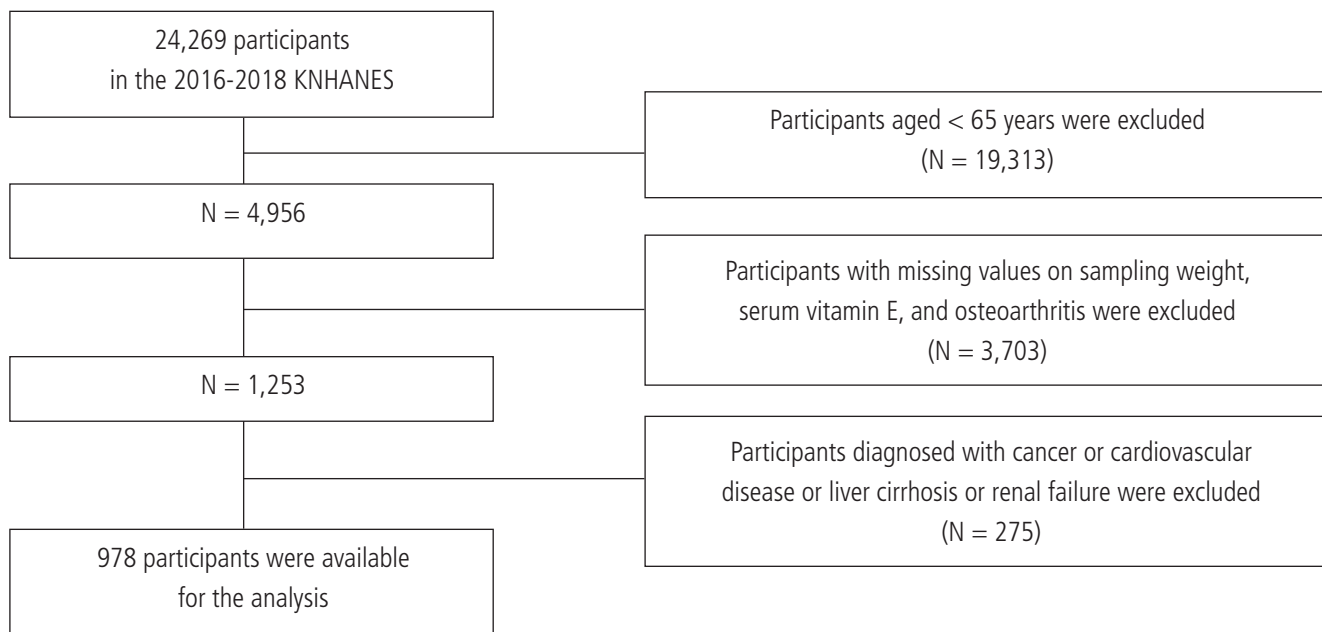 24,269 participants
in the 2016-2018 KNHANES
Participants aged < 65 years were excluded
(N = 19,313)
N = 4,956
Participants with missing values on sampling weight,
serum vitamin E, and osteoarthritis were excluded
(N = 3,703)
N = 1,253
Participants diagnosed with cancer or cardiovascular
disease or liver cirrhosis or renal failure were excluded
(N = 275)
978 participants were available
for the analysis